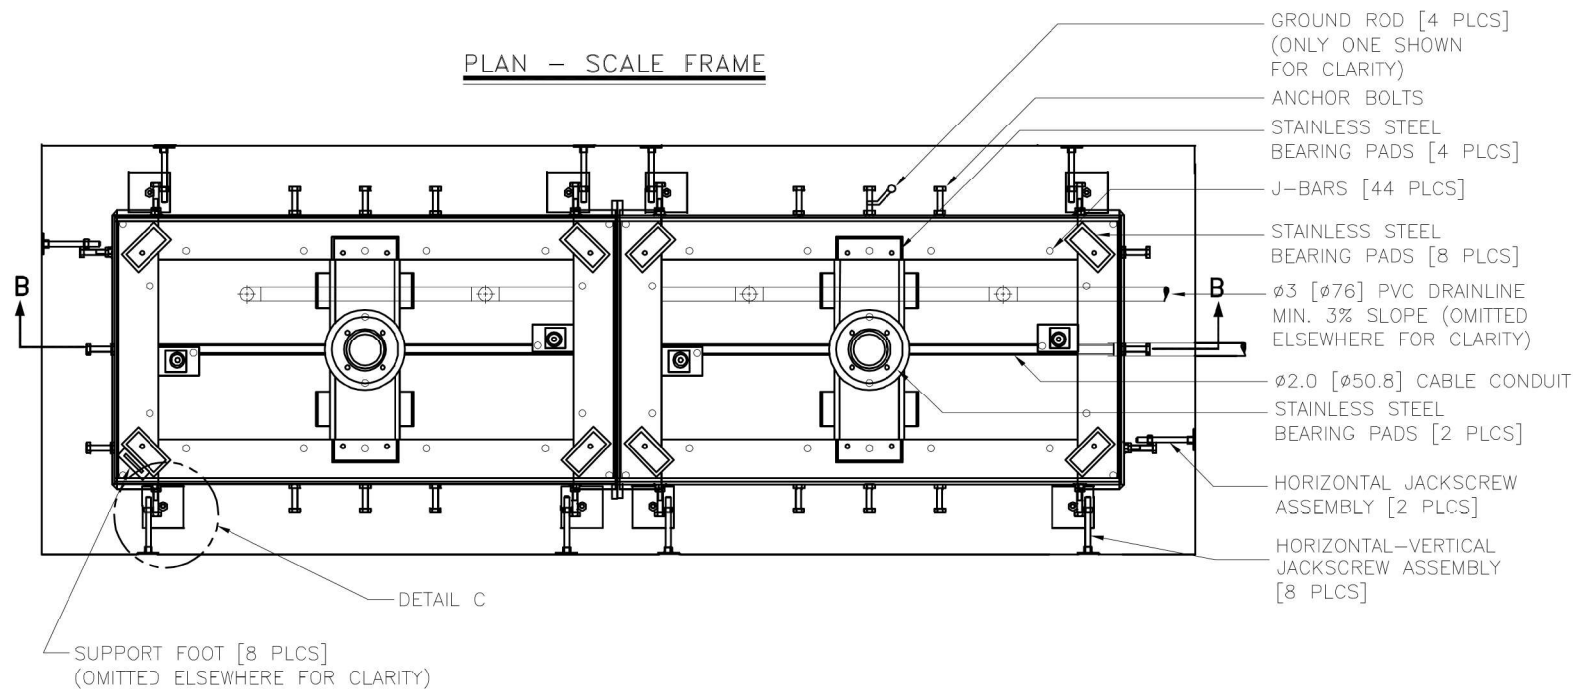 PLAN – SCALE FRAME
GROUND ROD [4 PLCS]
(ONLY ONE SHOWN
FOR CLARITY)
ANCHOR BOLTS
STAINLESS STEEL
BEARING PADS [4 PLCS]
J–BARS [44 PLCS]
STAINLESS STEEL
BEARING PADS [8 PLCS]
B
B
ø3 [ø76] PVC DRAINLINE
MIN. 3% SLOPE (OMITTED
ELSEWHERE FOR CLARITY)
ø2.0 [ø50.8] CABLE CONDUIT
STAINLESS STEEL
BEARING PADS [2 PLCS]
HORIZONTAL JACKSCREW
ASSEMBLY [2 PLCS]
HORIZONTAL–VERTICAL
JACKSCREW ASSEMBLY
[8 PLCS]
DETAIL C
SUPPORT FOOT [8 PLCS]
(OMITTED ELSEWHERE FOR CLARITY)